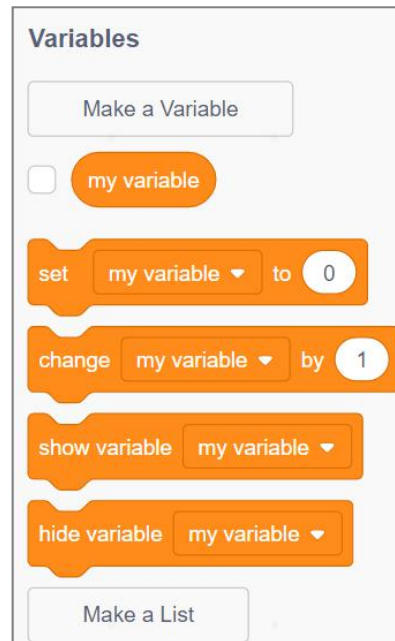 Variables
Make a Variable
my variable
set my variable to 0
change my variable by 1
show variable my variable
hide variable my variable
Make a List